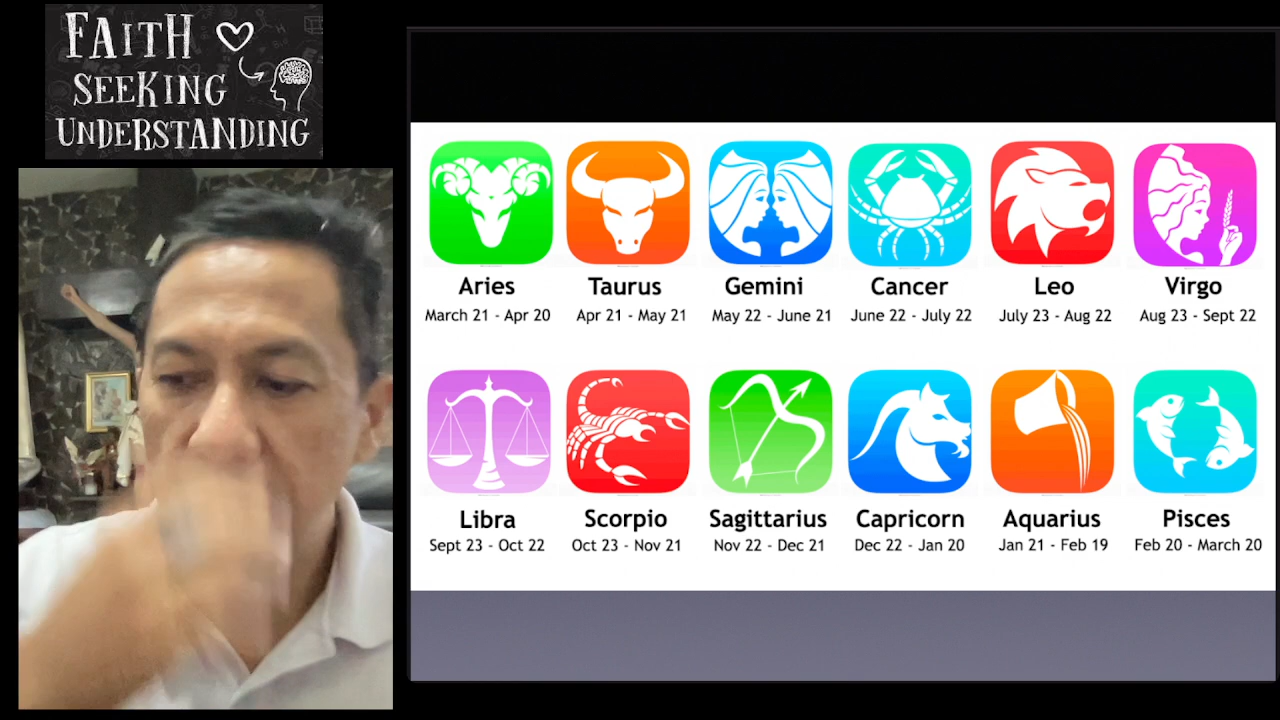 FAITH
SEEKING
UNDERSTANDING
Aries Taurus Gemini Cancer Leo Virgo
March 21 - Apr 20 Apr 21 - May 21 May 22 - June 21 June 22 - July 22 July 23 - Aug 22 Aug 23 - Sept 22
Libra Scorpio Sagittarius Capricorn Aquarius Pisces
Sept 23 - Oct 22 Oct 23 - Nov 21 Nov 22 - Dec 21 Dec 22 - Jan 20 Jan 21 - Feb 19 Feb 20 - March 20